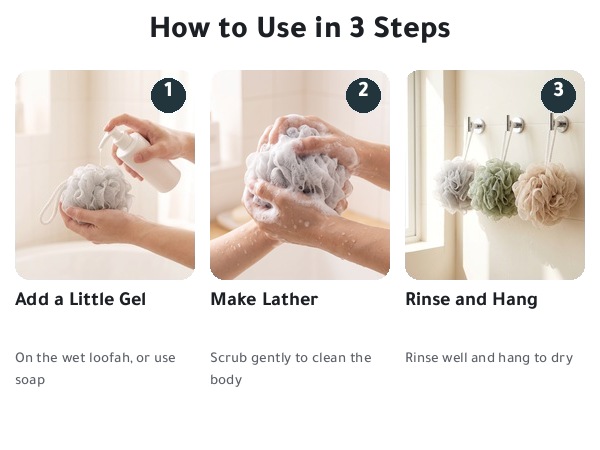 How to Use in 3 Steps
1
2
3
Add a Little Gel
Make Lather
Rinse and Hang
On the wet loofah, or use
soap
Scrub gently to clean the
body
Rinse well and hang to dry